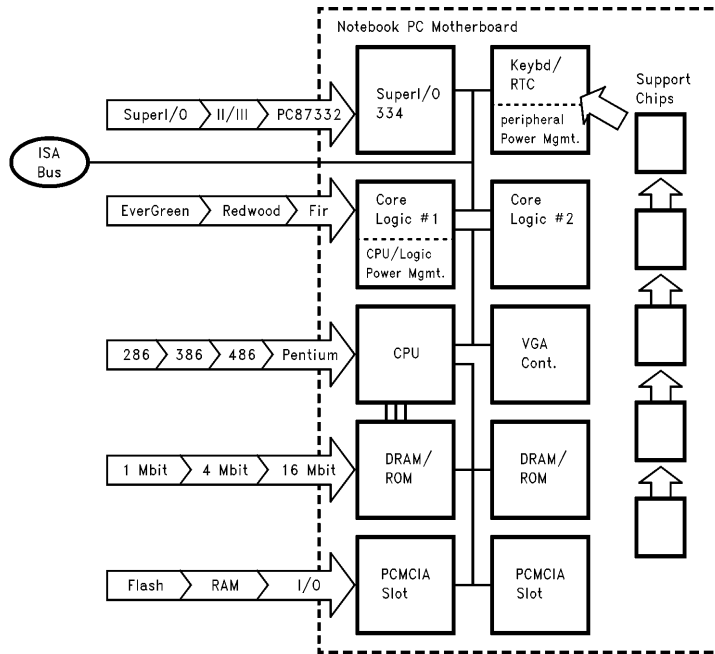 Notebook PC Motherboard
SuperI/O
334
Keybd/
RTC
peripheral
Power Mgmt.
Support
Chips
SuperI/O II/III PC87332
ISA
Bus
EverGreen Redwood Fir
Core
Logic #1
CPU/Logic
Power Mgmt.
Core
Logic #2
286 386 486 Pentium
CPU
VGA
Cont.
1 Mbit 4 Mbit 16 Mbit
DRAM/
ROM
DRAM/
ROM
Flash RAM I/O
PCMCIA
Slot
PCMCIA
Slot